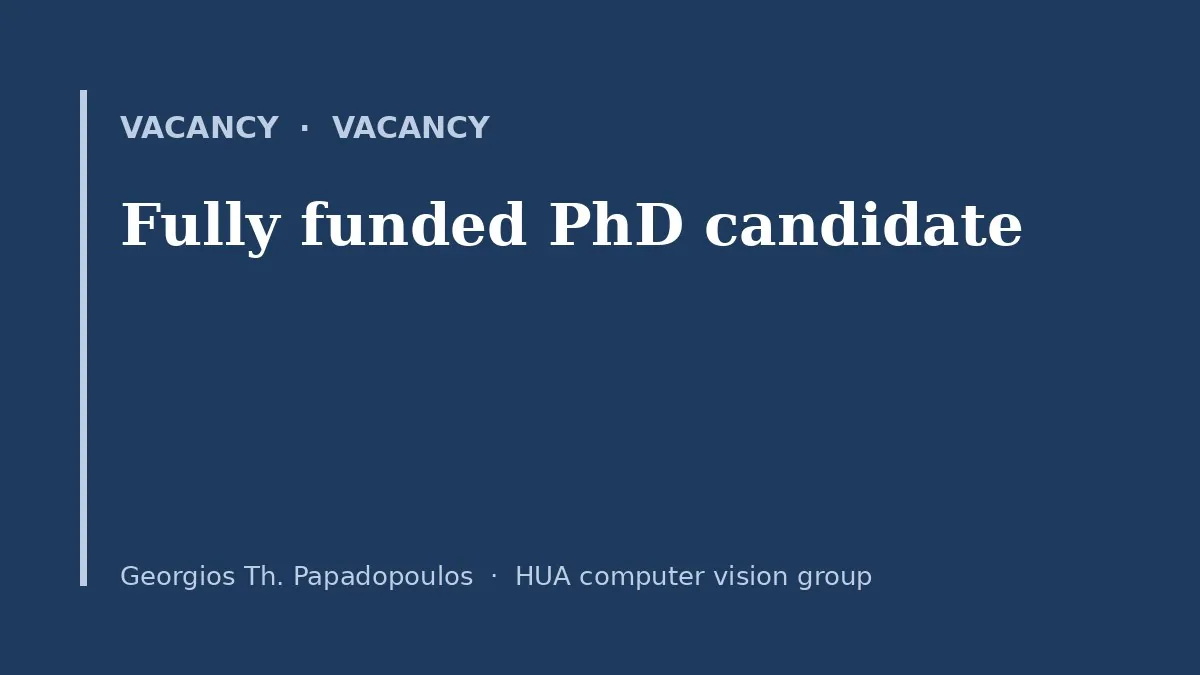 VACANCY · VACANCY
Fully funded PhD candidate
Georgios Th. Papadopoulos · HUA computer vision group